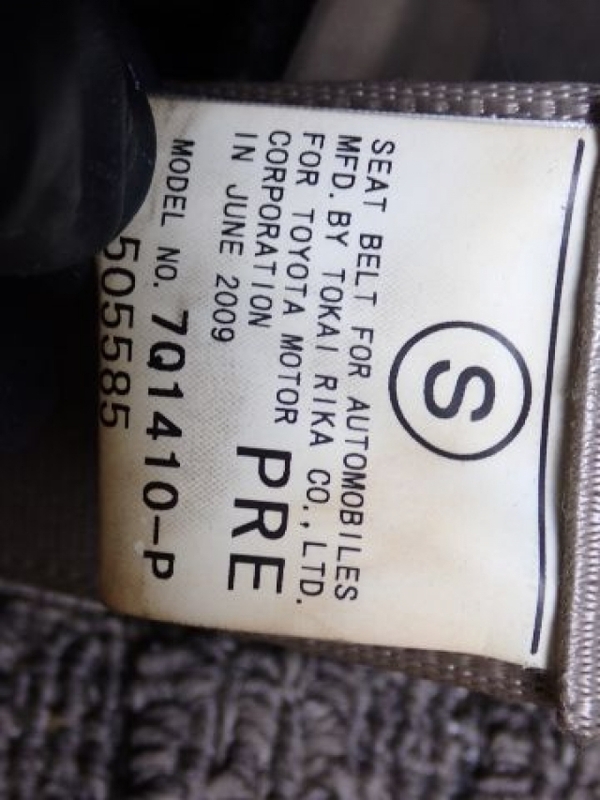 S
SEAT BELT FOR AUTOMOBILES
MFD. BY TOKAI RIKA CO., LTD.
FOR TOYOTA MOTOR
CORPORATION
IN JUNE 2009
PRE
MODEL NO. 7Q1410-P
505585